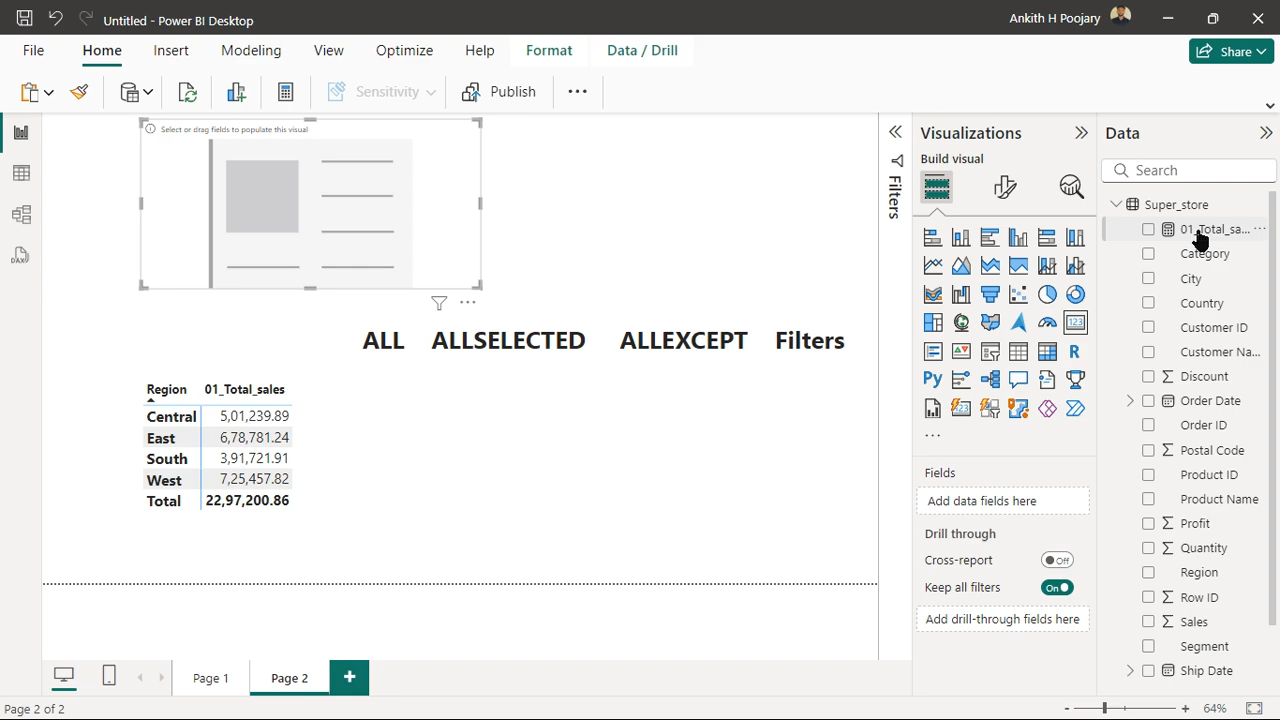 Untitled - Power BI Desktop
Ankith H Poojary
File Home Insert Modeling View Optimize Help Format Data / Drill
Share
Sensitivity
Publish
Select or drag fields to populate this visual
ALL ALLSELECTED ALLEXCEPT Filters
Region 01_Total_sales
Central 5,01,239.89
East 6,78,781.24
South 3,91,721.91
West 7,25,457.82
Total 22,97,200.86
Page 1
Page 2
Page 2 of 2
64%
Filters
Visualizations
Build visual
Fields
Add data fields here
Drill through
Cross-report Off
Keep all filters On
Add drill-through fields here
Data
Search
Super_store
01_Total_sa...
Category
City
Country
Customer ID
Customer Na...
Discount
Order Date
Order ID
Postal Code
Product ID
Product Name
Profit
Quantity
Region
Row ID
Sales
Segment
Ship Date